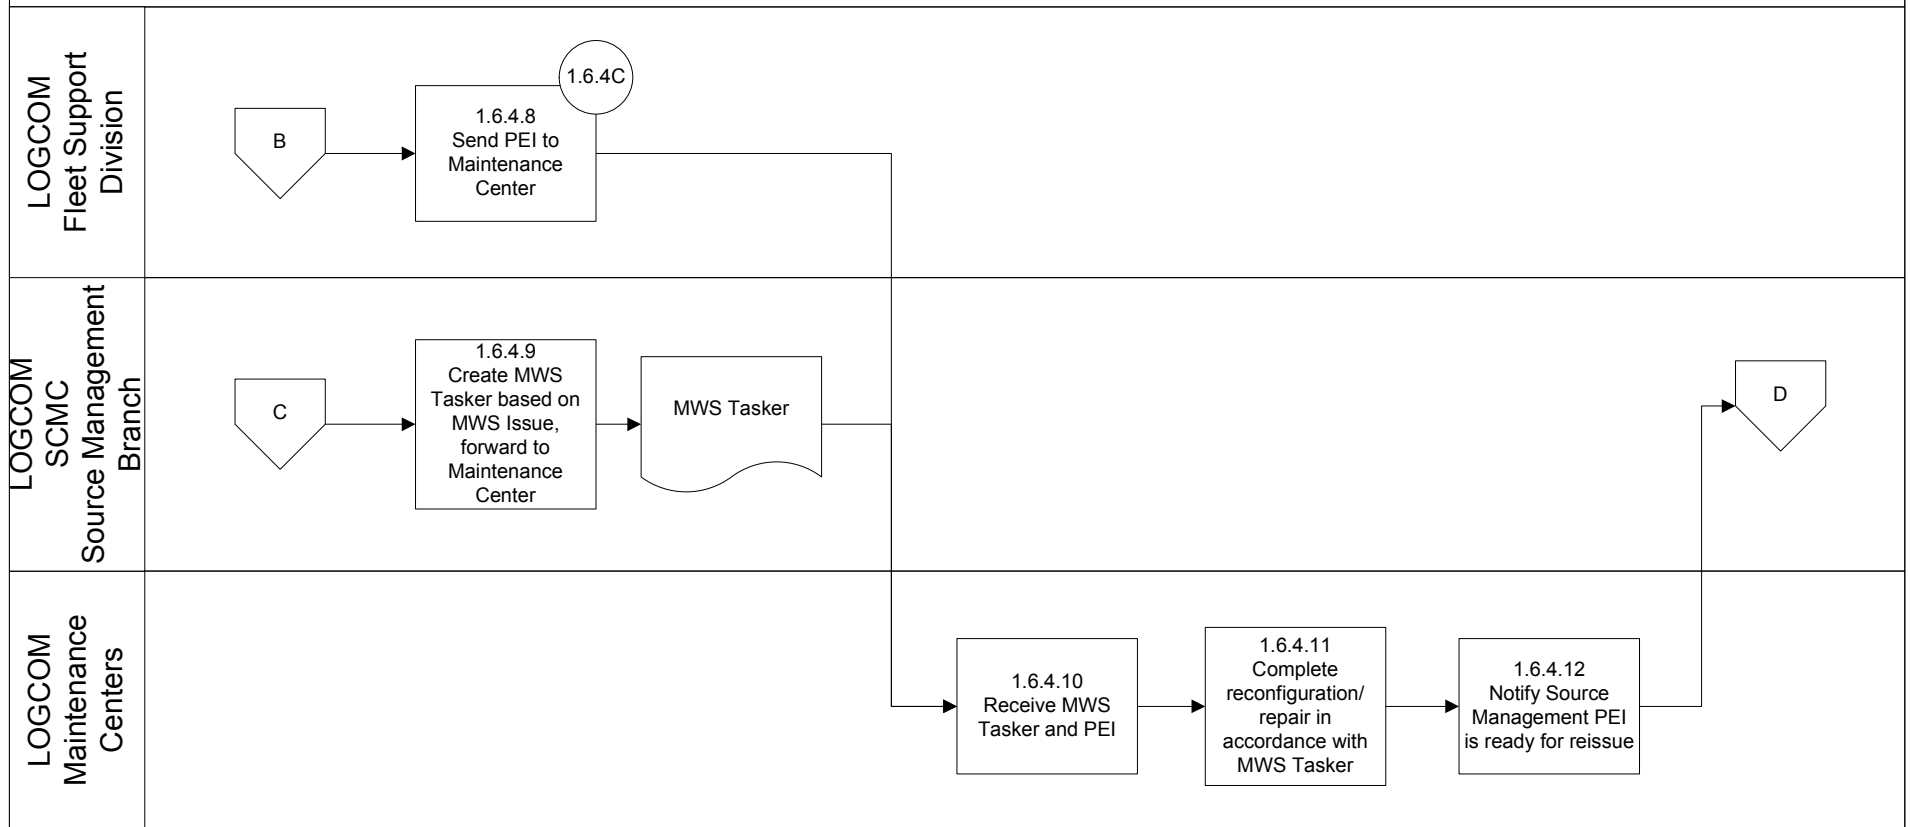 LOGCOM
Fleet Support
Division
B
1.6.4C
1.6.4.8
Send PEI to
Maintenance
Center
LOGCOM
SCMC
Source Management
Branch
C
1.6.4.9
Create MWS
Tasker based on
MWS Issue,
forward to
Maintenance
Center
MWS Tasker
D
LOGCOM
Maintenance
Centers
1.6.4.10
Receive MWS
Tasker and PEI
1.6.4.11
Complete
reconfiguration/
repair in
accordance with
MWS Tasker
1.6.4.12
Notify Source
Management PEI
is ready for reissue